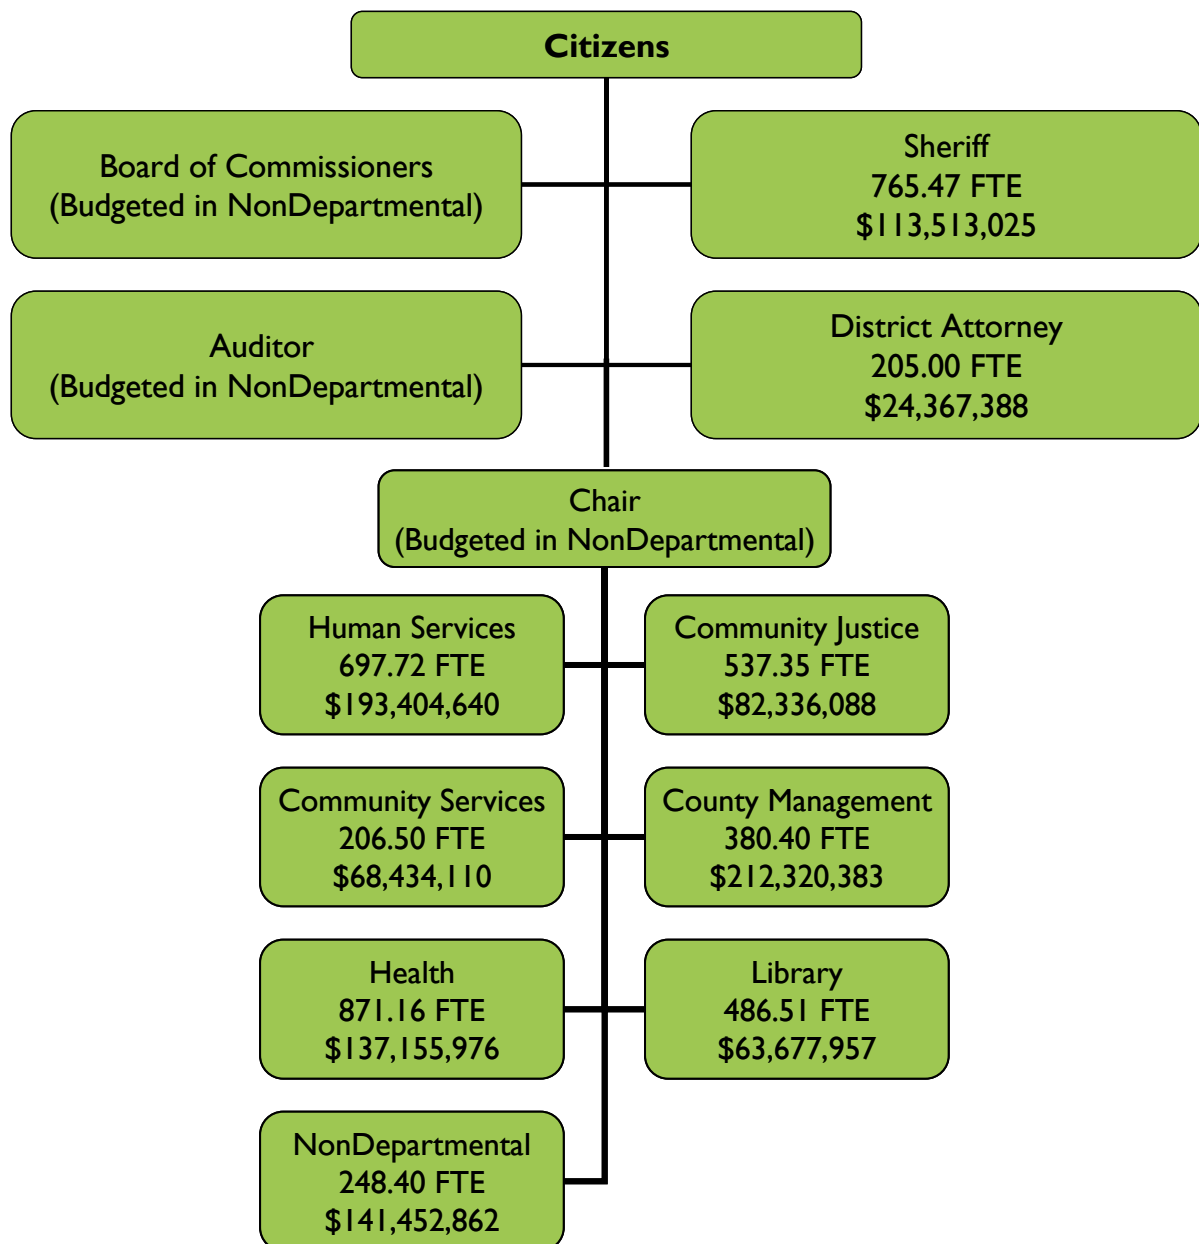 Citizens
Board of Commissioners
(Budgeted in NonDepartmental)
Sheriff
765.47 FTE
$113,513,025
Auditor
(Budgeted in NonDepartmental)
District Attorney
205.00 FTE
$24,367,388
Chair
(Budgeted in NonDepartmental)
Human Services
697.72 FTE
$193,404,640
Community Justice
537.35 FTE
$82,336,088
Community Services
206.50 FTE
$68,434,110
County Management
380.40 FTE
$212,320,383
Health
871.16 FTE
$137,155,976
Library
486.51 FTE
$63,677,957
NonDepartmental
248.40 FTE
$141,452,862